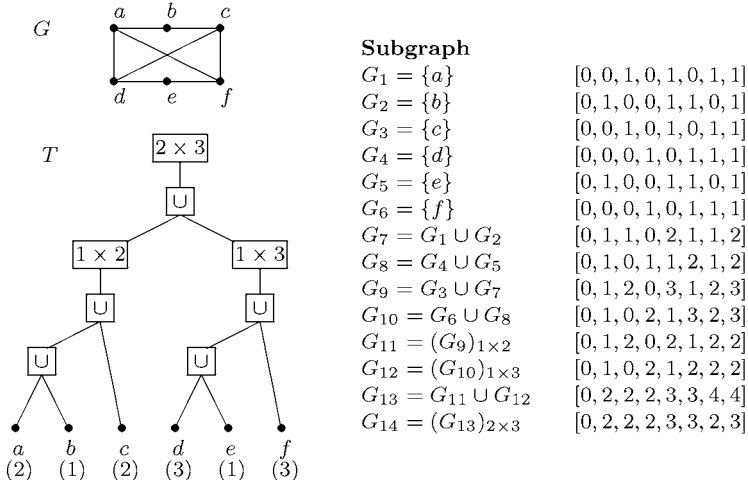 G
a b c
d e f
T
2 × 3
∪
1 × 2 1 × 3
∪ ∪
∪ ∪
a b c d e f
(2) (1) (2) (3) (1) (3)
Subgraph
G₁ = {a} [0, 0, 1, 0, 1, 0, 1, 1]
G₂ = {b} [0, 1, 0, 0, 1, 1, 0, 1]
G₃ = {c} [0, 0, 1, 0, 1, 0, 1, 1]
G₄ = {d} [0, 0, 0, 1, 0, 1, 1, 1]
G₅ = {e} [0, 1, 0, 0, 1, 1, 0, 1]
G₆ = {f} [0, 0, 0, 1, 0, 1, 1, 1]
G₇ = G₁ ∪ G₂ [0, 1, 1, 0, 2, 1, 1, 2]
G₈ = G₄ ∪ G₅ [0, 1, 0, 1, 1, 2, 1, 2]
G₉ = G₃ ∪ G₇ [0, 1, 2, 0, 3, 1, 2, 3]
G₁₀ = G₆ ∪ G₈ [0, 1, 0, 2, 1, 3, 2, 3]
G₁₁ = (G₉)₁ₓ₂ [0, 1, 2, 0, 2, 1, 2, 2]
G₁₂ = (G₁₀)₁ₓ₃ [0, 1, 0, 2, 1, 2, 2, 2]
G₁₃ = G₁₁ ∪ G₁₂ [0, 2, 2, 2, 3, 3, 4, 4]
G₁₄ = (G₁₃)₂ₓ₃ [0, 2, 2, 2, 3, 3, 2, 3]